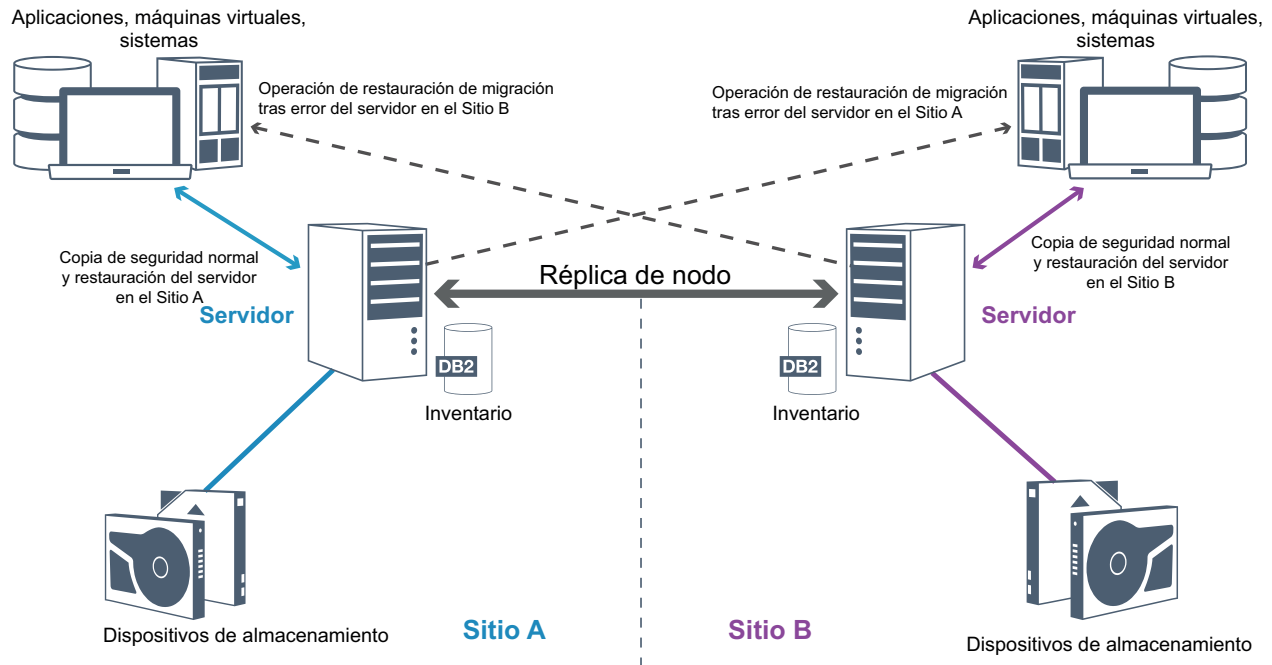 Aplicaciones, máquinas virtuales,
sistemas
Aplicaciones, máquinas virtuales,
sistemas
Operación de restauración de migración
tras error del servidor en el Sitio B
Operación de restauración de migración
tras error del servidor en el Sitio A
Copia de seguridad normal
y restauración del servidor
en el Sitio A
Servidor
Réplica de nodo
Copia de seguridad normal
y restauración del servidor
en el Sitio B
Servidor
DB2
Inventario
DB2
Inventario
Dispositivos de almacenamiento
Sitio A
Sitio B
Dispositivos de almacenamiento